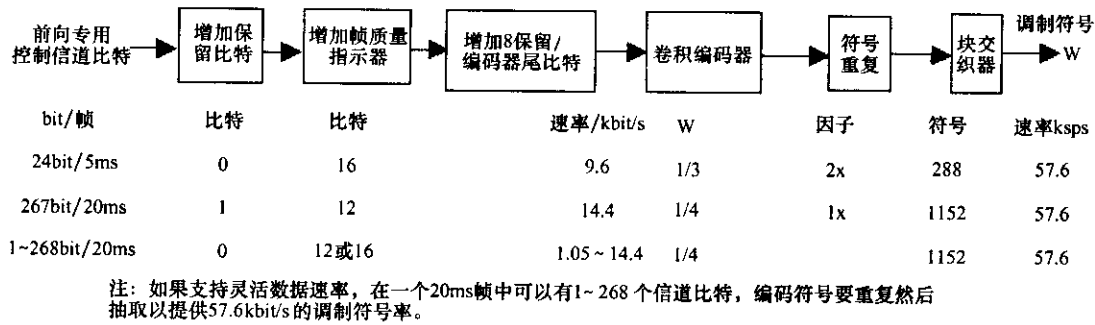 前向专用
控制信道比特
增加保
留比特
增加帧质量
指示器
增加8保留/
编码器尾比特
卷积编码器
符号
重复
块交
织器
调制符号
W
bit/帧 比特 比特 速率/kbit/s W 因子 符号 速率ksps
24bit/5ms 0 16 9.6 1/3 2x 288 57.6
267bit/20ms 1 12 14.4 1/4 1x 1152 57.6
1~268bit/20ms 0 12或16 1.05~14.4 1/4 1152 57.6
注：如果支持灵活数据速率，在一个20ms帧中可以有1~268个信道比特，编码符号要重复然后
抽取以提供57.6kbit/s的调制符号率。